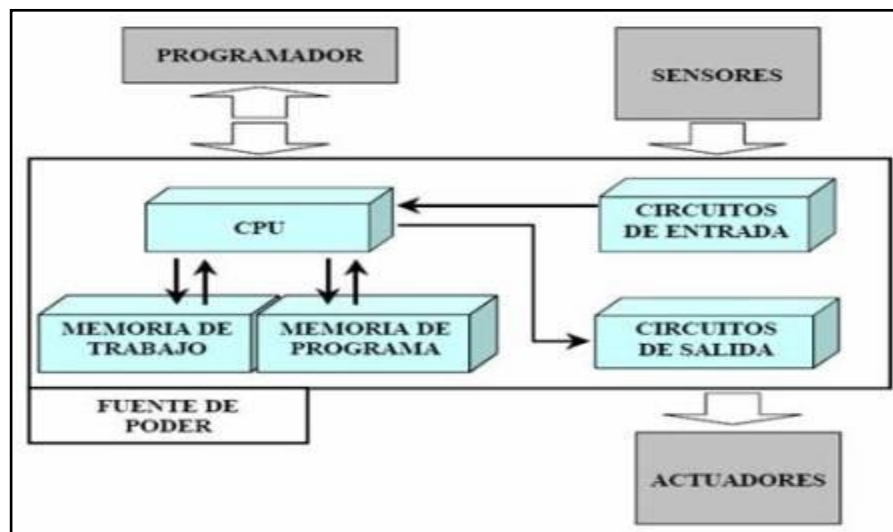 PROGRAMADOR
SENSORES
CPU
CIRCUITOS
DE ENTRADA
MEMORIA DE
TRABAJO
MEMORIA DE
PROGRAMA
CIRCUITOS
DE SALIDA
FUENTE DE
PODER
ACTUADORES